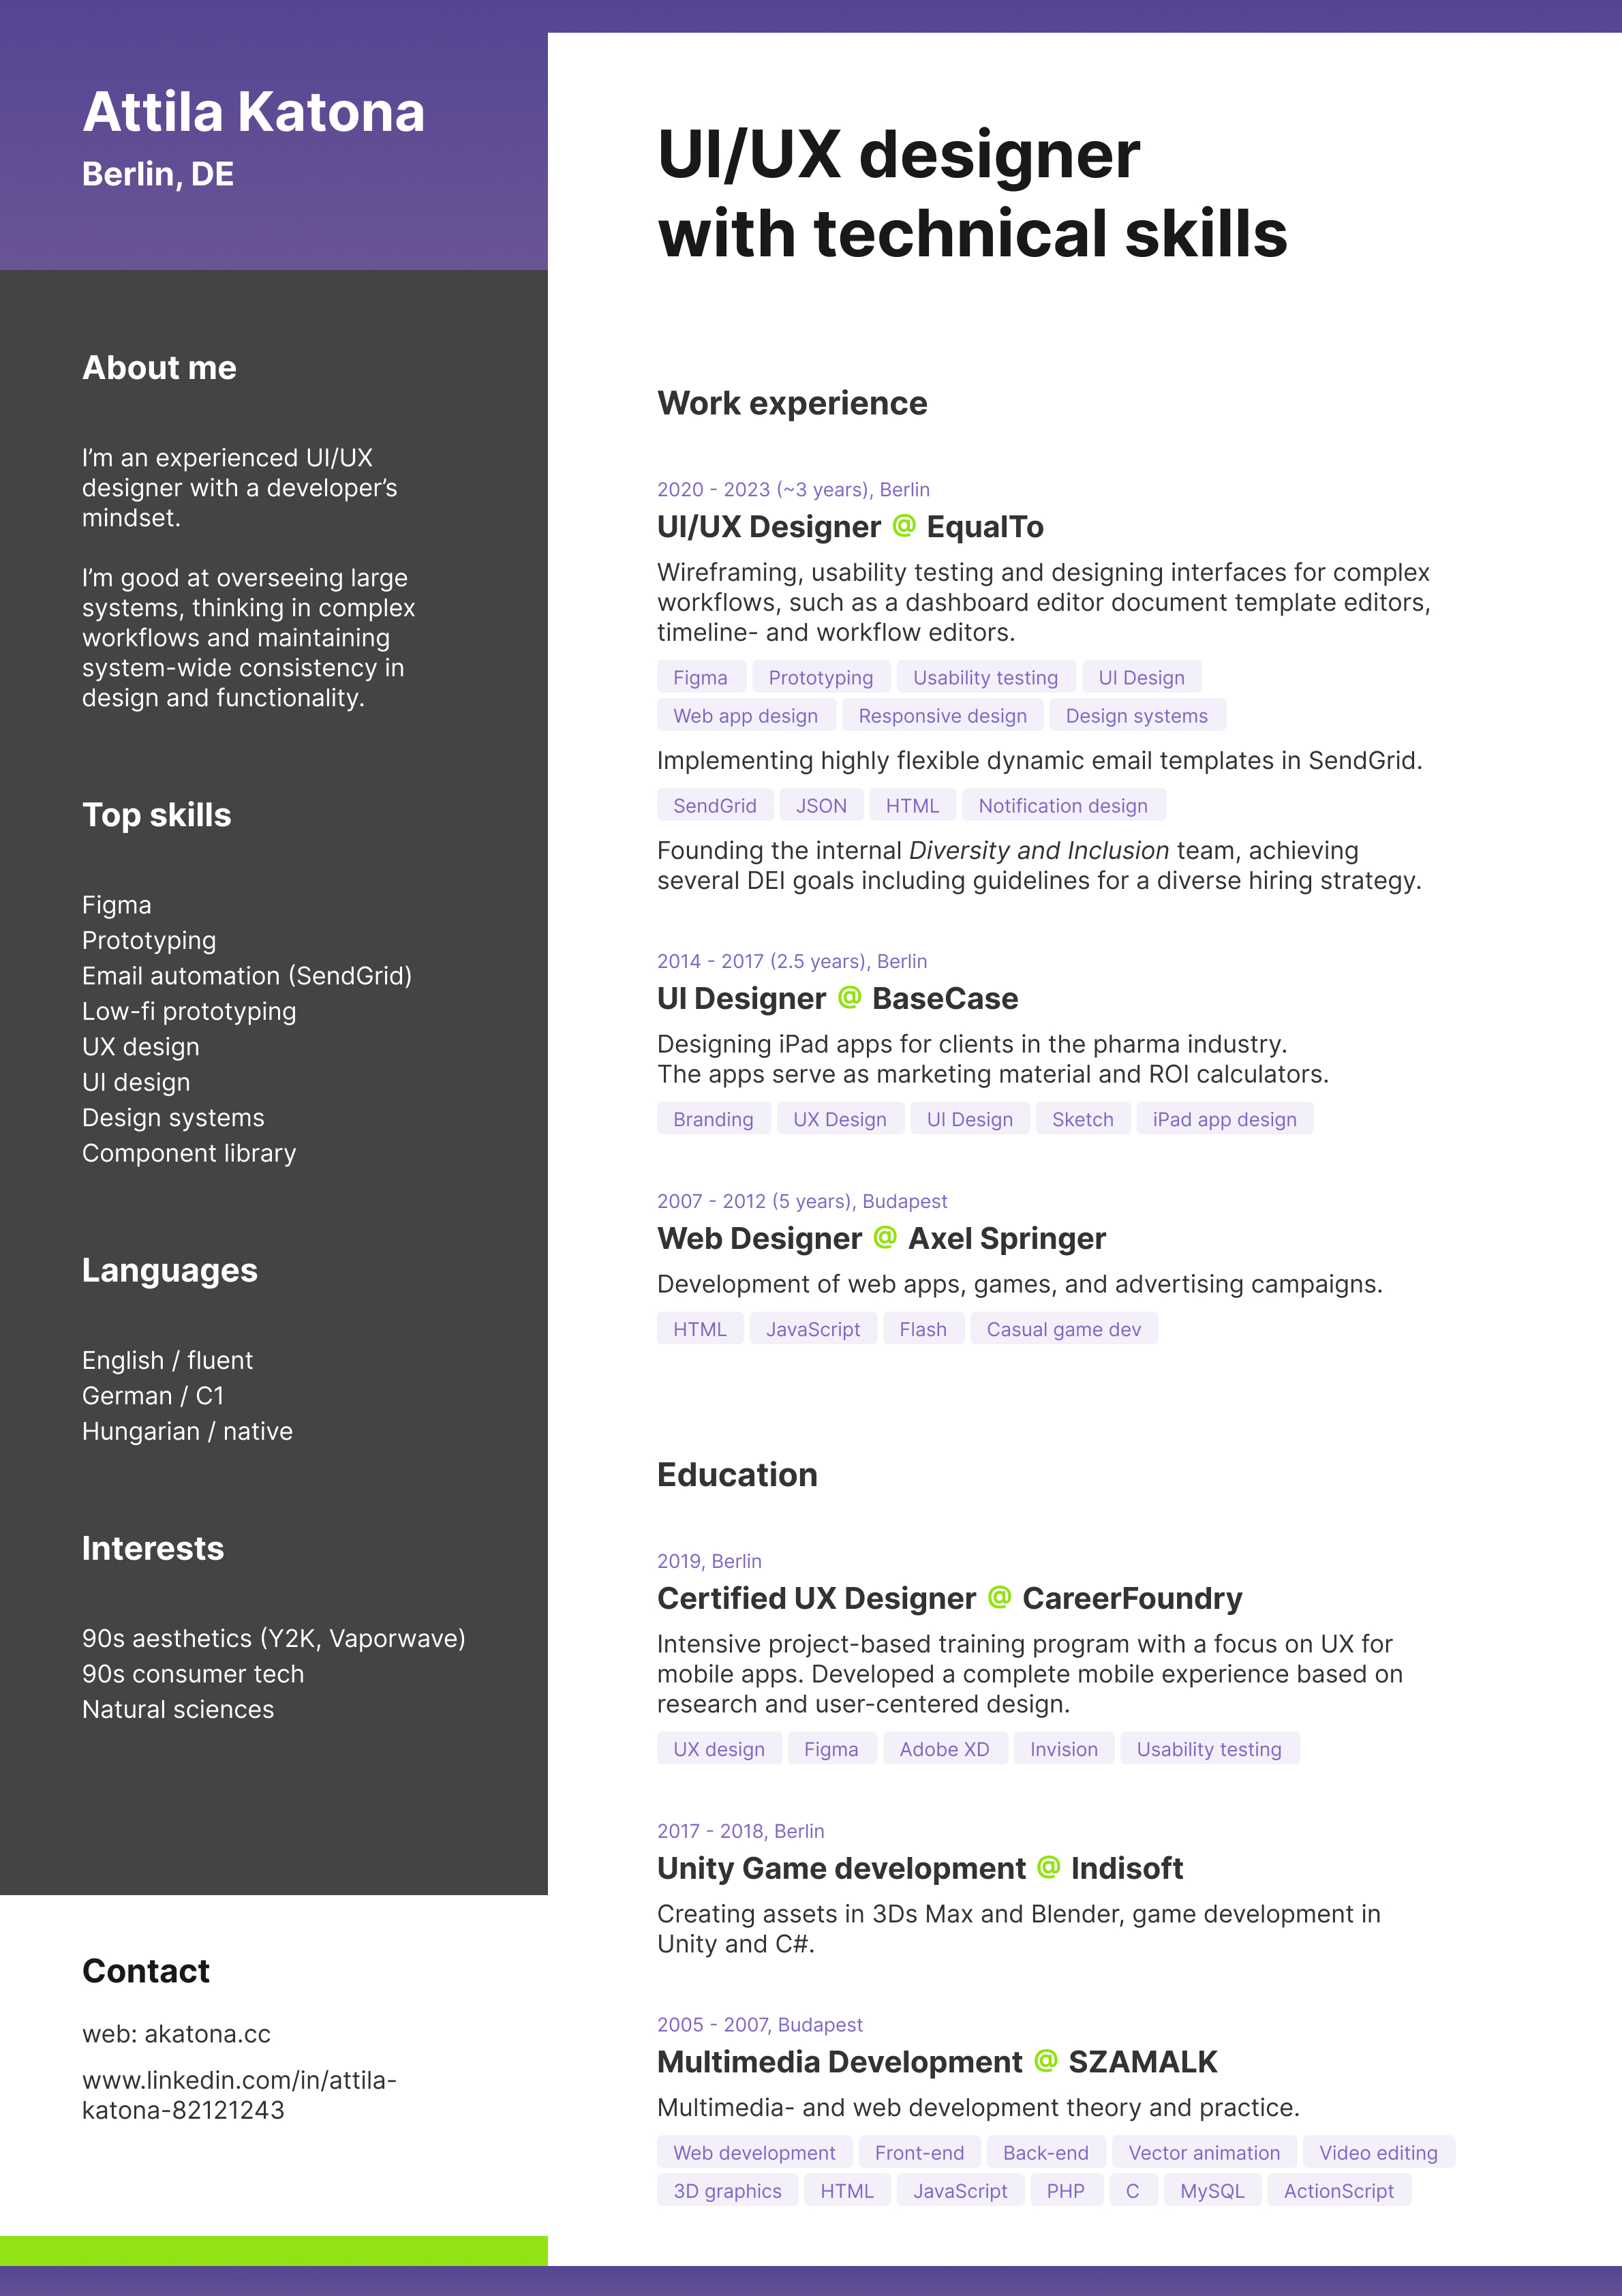 Attila Katona
Berlin, DE
About me
I’m an experienced UI/UX
designer with a developer’s
mindset.
I’m good at overseeing large
systems, thinking in complex
workflows and maintaining
system-wide consistency in
design and functionality.
Top skills
Figma
Prototyping
Email automation (SendGrid)
Low-fi prototyping
UX design
UI design
Design systems
Component library
Languages
English / fluent
German / C1
Hungarian / native
Interests
90s aesthetics (Y2K, Vaporwave)
90s consumer tech
Natural sciences
Contact
web: akatona.cc
www.linkedin.com/in/attila-
katona-82121243
UI/UX designer
with technical skills
Work experience
2020 - 2023 (~3 years), Berlin
UI/UX Designer @ EqualTo
Wireframing, usability testing and designing interfaces for complex
workflows, such as a dashboard editor document template editors,
timeline- and workflow editors.
Figma Prototyping Usability testing UI Design
Web app design Responsive design Design systems
Implementing highly flexible dynamic email templates in SendGrid.
SendGrid JSON HTML Notification design
Founding the internal Diversity and Inclusion team, achieving
several DEI goals including guidelines for a diverse hiring strategy.
2014 - 2017 (2.5 years), Berlin
UI Designer @ BaseCase
Designing iPad apps for clients in the pharma industry.
The apps serve as marketing material and ROI calculators.
Branding UX Design UI Design Sketch iPad app design
2007 - 2012 (5 years), Budapest
Web Designer @ Axel Springer
Development of web apps, games, and advertising campaigns.
HTML JavaScript Flash Casual game dev
Education
2019, Berlin
Certified UX Designer @ CareerFoundry
Intensive project-based training program with a focus on UX for
mobile apps. Developed a complete mobile experience based on
research and user-centered design.
UX design Figma Adobe XD Invision Usability testing
2017 - 2018, Berlin
Unity Game development @ Indisoft
Creating assets in 3Ds Max and Blender, game development in
Unity and C#.
2005 - 2007, Budapest
Multimedia Development @ SZAMALK
Multimedia- and web development theory and practice.
Web development Front-end Back-end Vector animation Video editing
3D graphics HTML JavaScript PHP C MySQL ActionScript